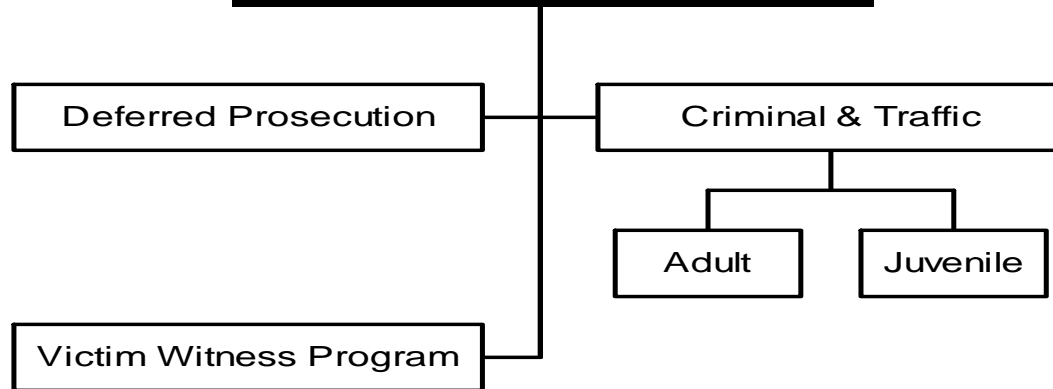 Deferred Prosecution
Criminal & Traffic
Adult
Juvenile
Victim Witness Program